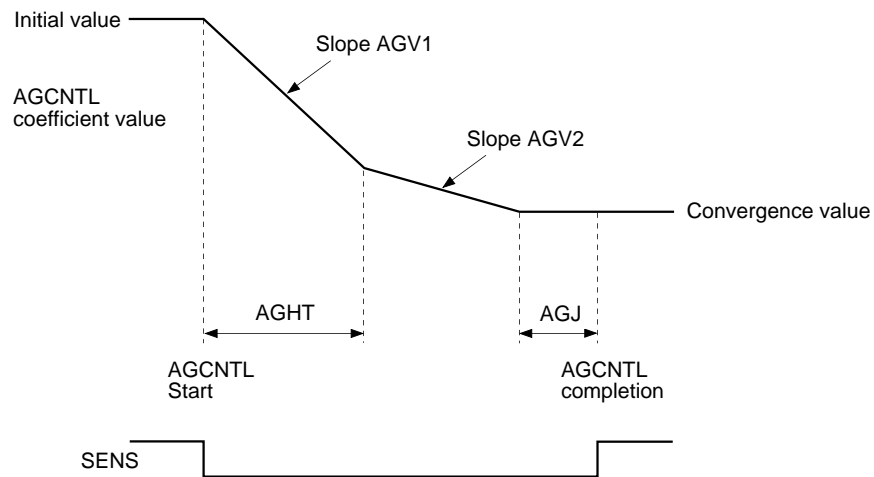 Initial value
Slope AGV1
AGCNTL
coefficient value
Slope AGV2
Convergence value
AGHT
AGJ
AGCNTL
Start
AGCNTL
completion
SENS